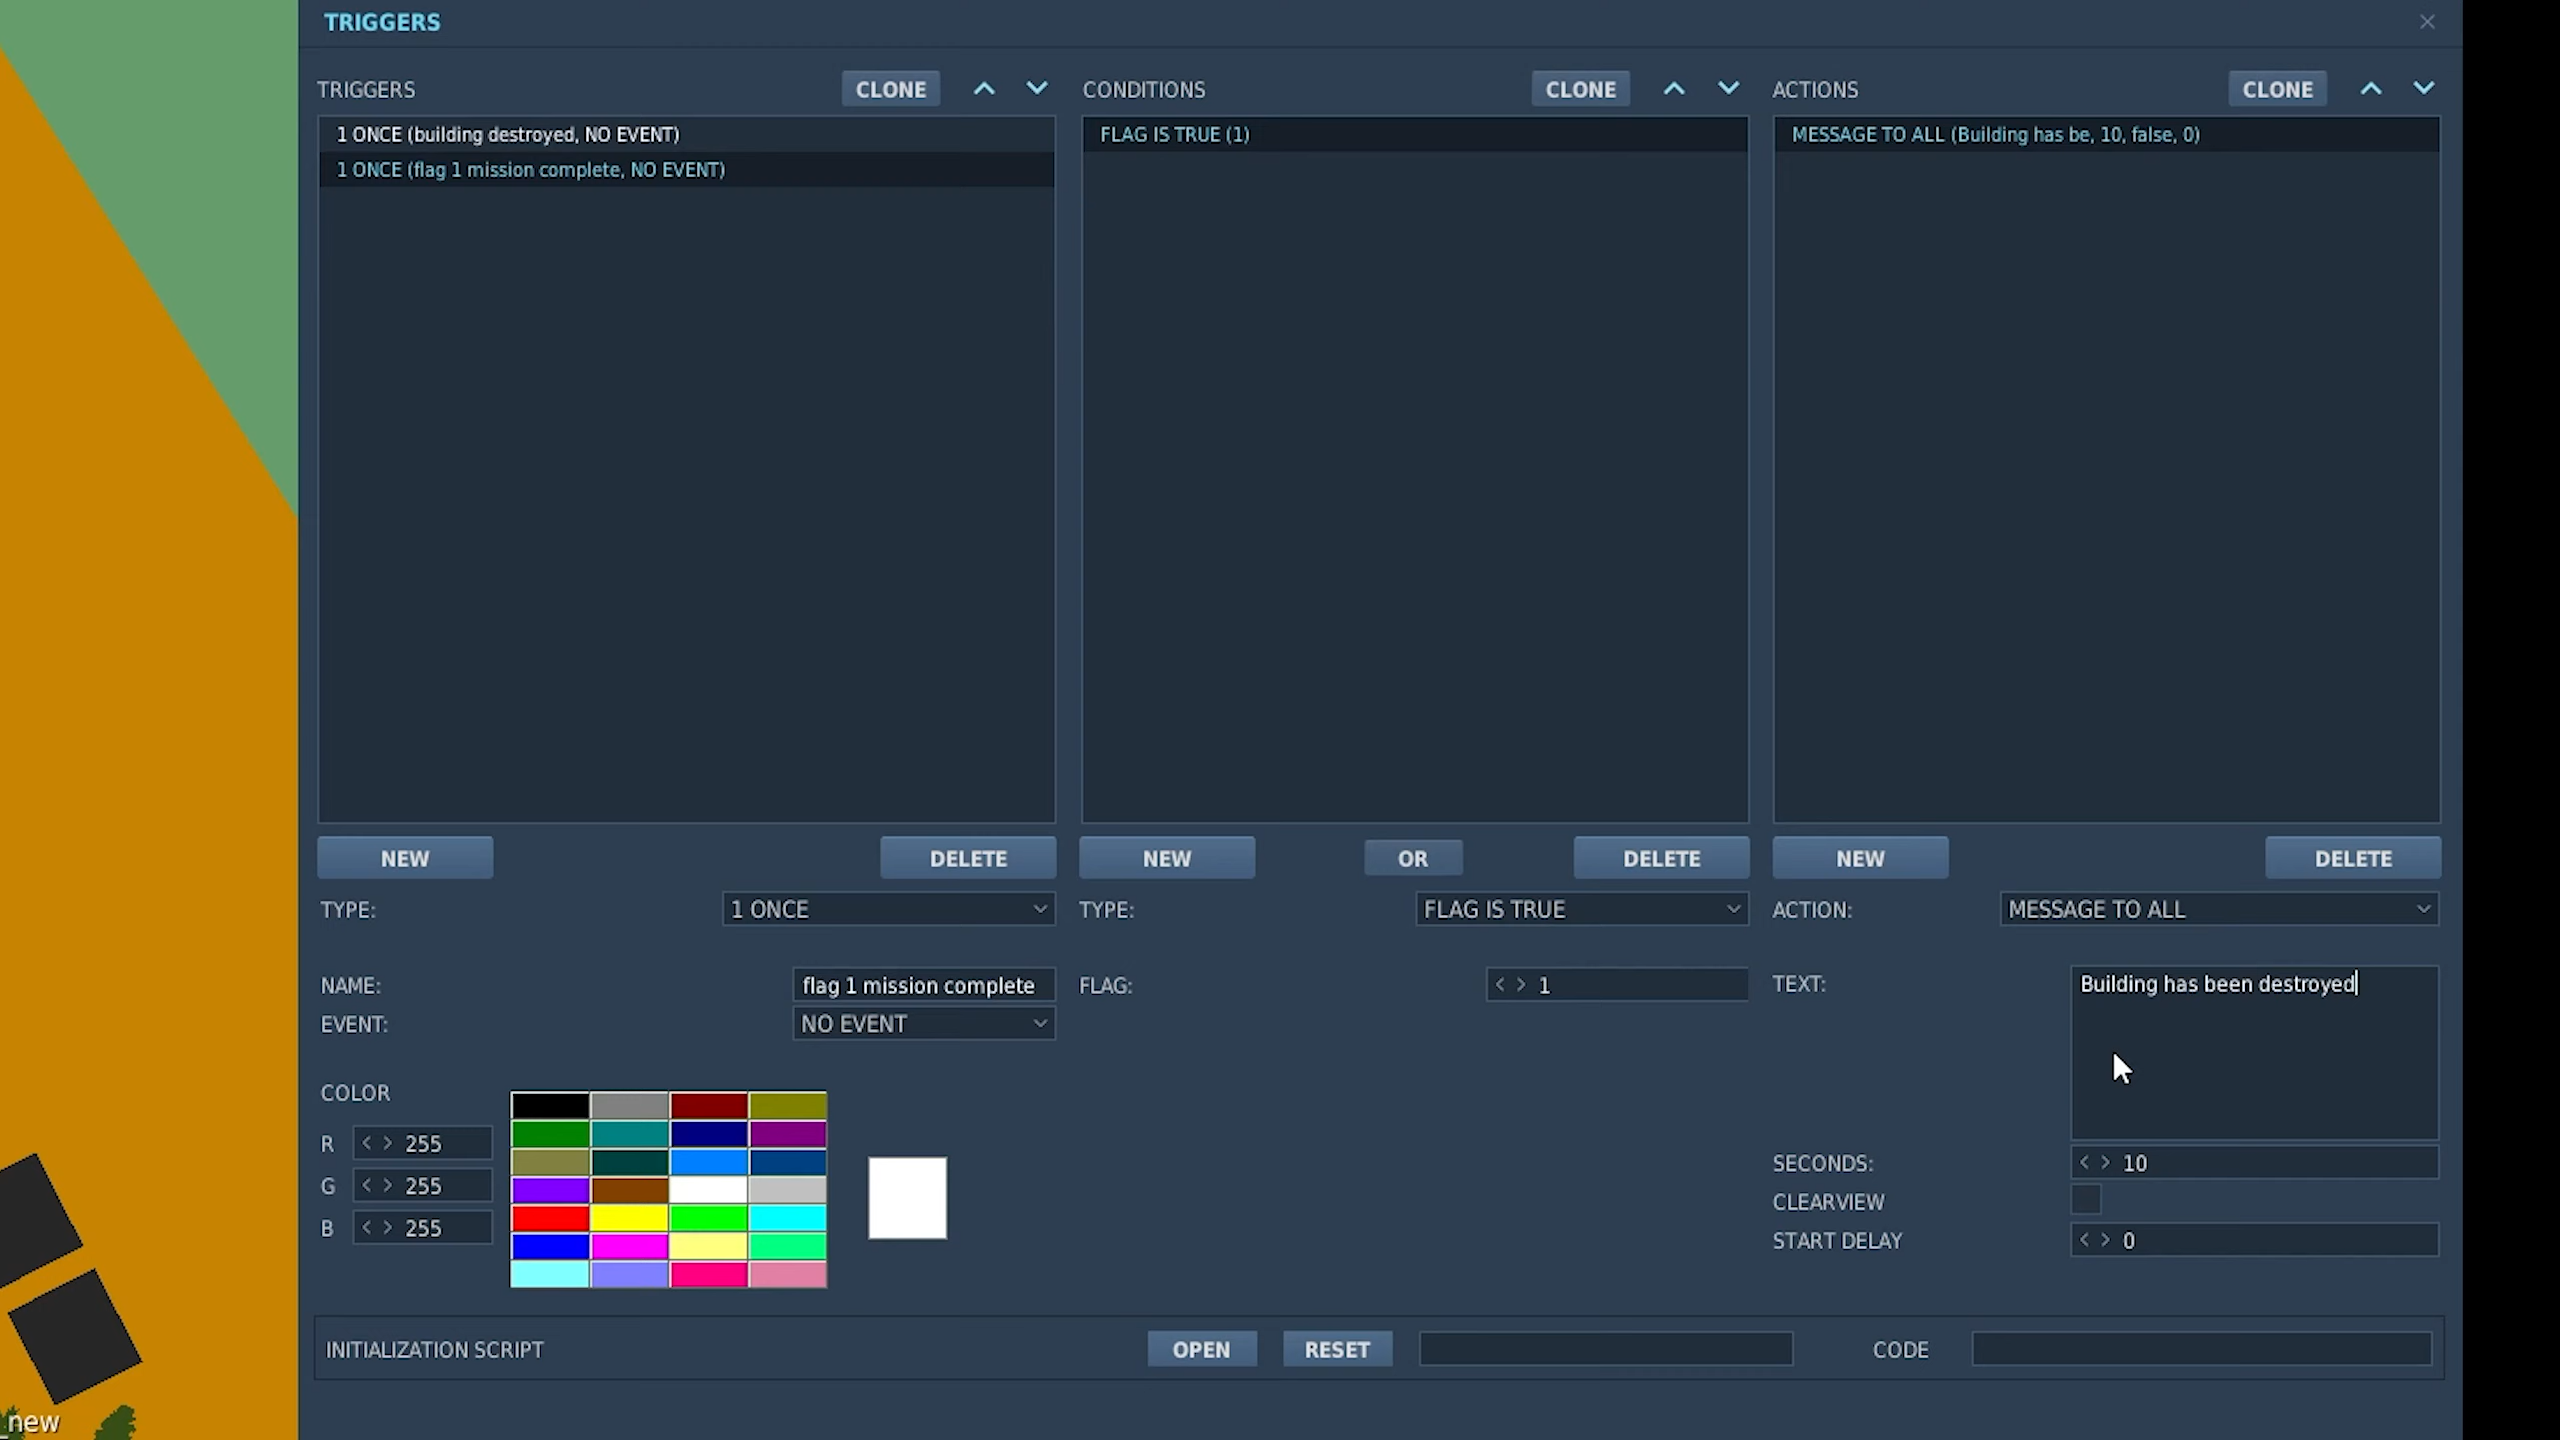 TRIGGERS
TRIGGERS CLONE
1 ONCE (building destroyed, NO EVENT)
1 ONCE (flag 1 mission complete, NO EVENT)
NEW DELETE
TYPE: 1 ONCE
NAME: flag 1 mission complete
EVENT: NO EVENT
COLOR
R < > 255
G < > 255
B < > 255
CONDITIONS CLONE
FLAG IS TRUE (1)
NEW OR DELETE
TYPE: FLAG IS TRUE
FLAG: < > 1
ACTIONS CLONE
MESSAGE TO ALL (Building has be, 10, false, 0)
NEW DELETE
ACTION: MESSAGE TO ALL
TEXT: Building has been destroyed
SECONDS: < > 10
CLEARVIEW
START DELAY < > 0
INITIALIZATION SCRIPT OPEN RESET CODE
_new